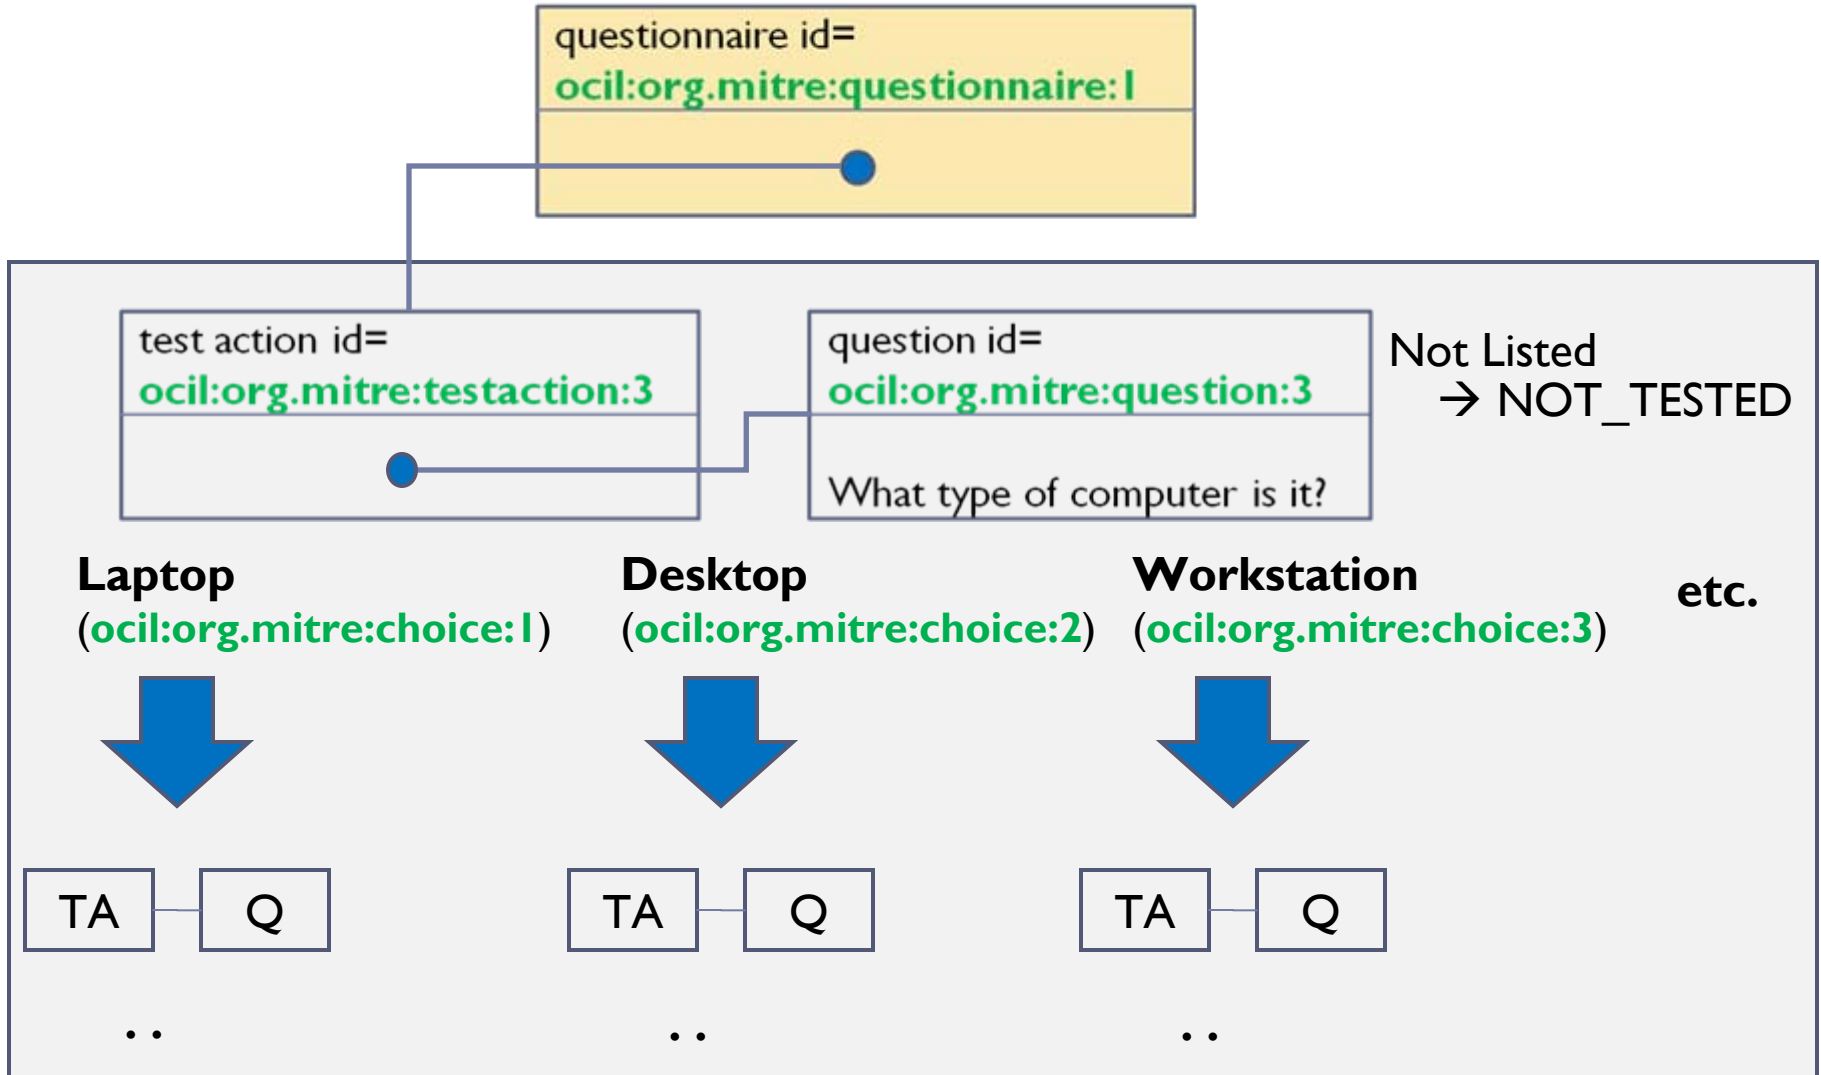 questionnaire id=
ocil:org.mitre:questionnaire:1
test action id=
ocil:org.mitre:testaction:3
question id=
ocil:org.mitre:question:3
What type of computer is it?
Not Listed
→ NOT_TESTED
Laptop
(ocil:org.mitre:choice:1)
Desktop
(ocil:org.mitre:choice:2)
Workstation
(ocil:org.mitre:choice:3)
etc.
TA
Q
TA
Q
TA
Q
. .
. .
. .